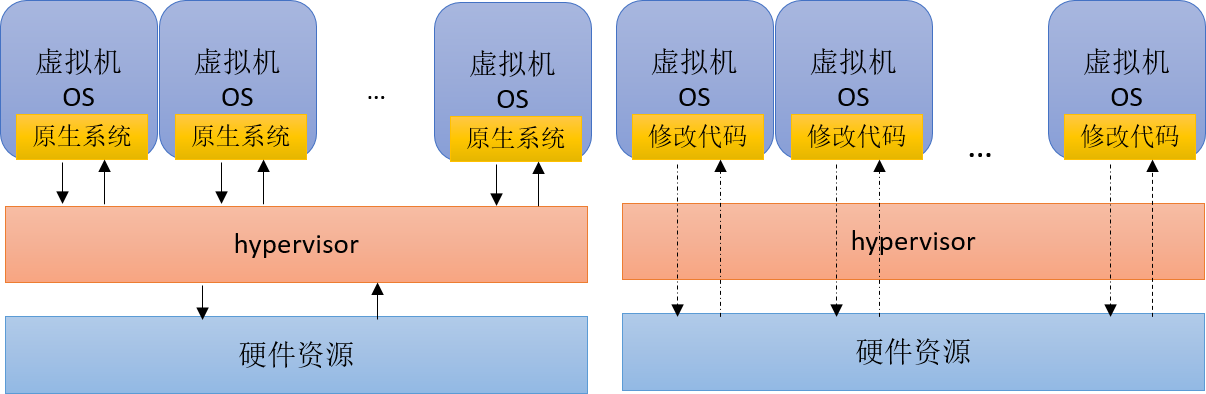 虚拟机
OS
原生系统
虚拟机
OS
原生系统
...
虚拟机
OS
原生系统
hypervisor
硬件资源
虚拟机
OS
修改代码
虚拟机
OS
修改代码
...
虚拟机
OS
修改代码
hypervisor
硬件资源